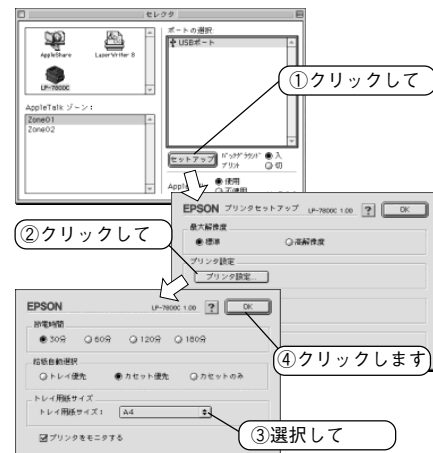 セレクタ
ポートの選択:
USBポート
AppleShare
LaserWriter 8
LP-7800C
①クリックして
AppleTalk ゾーン:
Zone01
Zone02
セットアップ
バックグラウンド
プリント
入
切
使用
不使用
②クリックして
EPSON プリンタセットアップ LP-7800C 1.00 ? OK
最大解像度
標準 高解像度
プリンタ設定
プリンタ設定...
EPSON LP-7800C 1.00 ? OK
節電時間
30分 60分 120分 180分
④クリックします
給紙自動選択
トレイ優先 カセット優先 カセットのみ
トレイ用紙サイズ
トレイ用紙サイズ: A4
③選択して
プリンタをモニタする